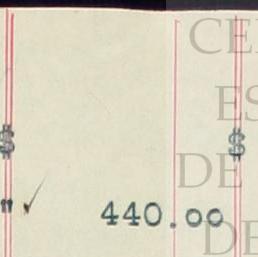 CE
$ $
ES
DE
" ✓ 440.00
DE